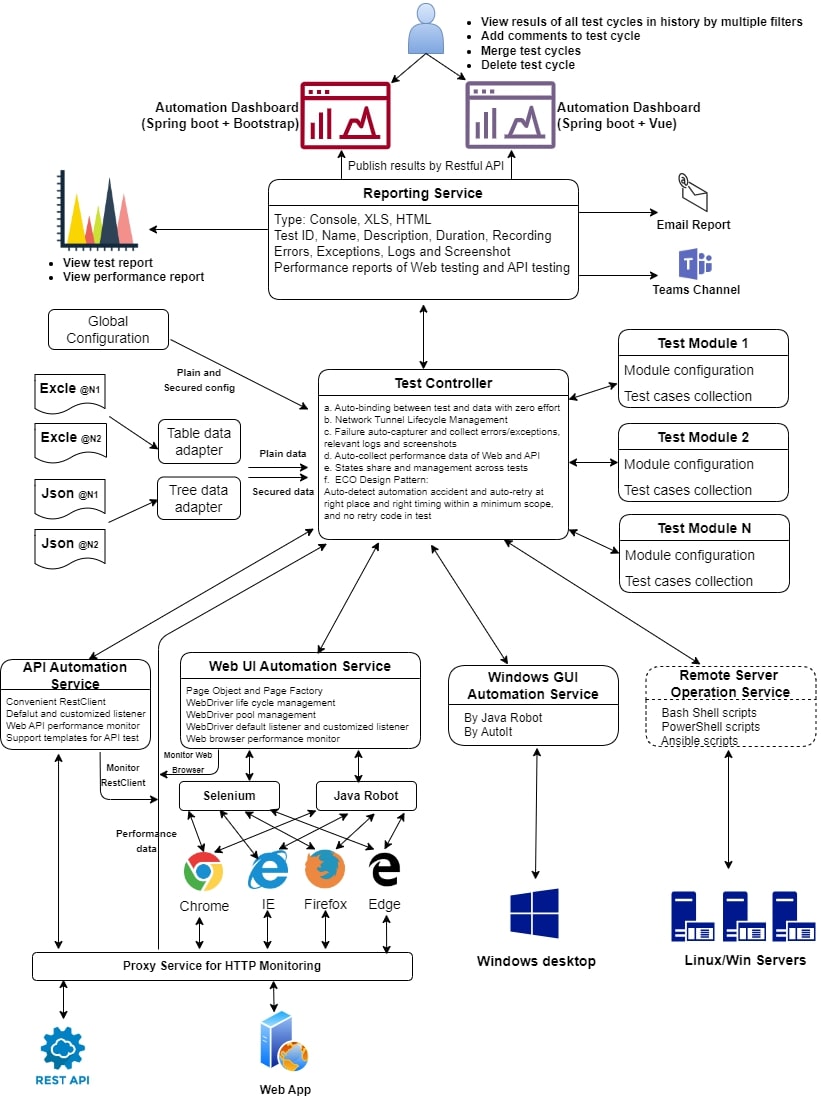 View resuls of all test cycles in history by multiple filters
Add comments to test cycle
Merge test cycles
Delete test cycle
Automation Dashboard
(Spring boot + Bootstrap)
Automation Dashboard
(Spring boot + Vue)
Publish results by Restful API
Reporting Service
Type: Console, XLS, HTML
Test ID, Name, Description, Duration, Recording
Errors, Exceptions, Logs and Screenshot
Performance reports of Web testing and API testing
View test report
View performance report
Email Report
T
Teams Channel
Global
Configuration
Plain and
Secured config
Excle @N1
Excle @N2
Json @N1
Json @N2
Table data
adapter
Tree data
adapter
Plain data
Secured data
Test Controller
a. Auto-binding between test and data with zero effort
b. Network Tunnel Lifecycle Management
c. Failure auto-capturer and collect errors/exceptions,
relevant logs and screenshots
d. Auto-collect performance data of Web and API
e. States share and management across tests
f. ECO Design Pattern:
Auto-detect automation accident and auto-retry at
right place and right timing within a minimum scope,
and no retry code in test
Test Module 1
Module configuration
Test cases collection
Test Module 2
Module configuration
Test cases collection
Test Module N
Module configuration
Test cases collection
API Automation
Service
Convenient RestClient
Defalut and customized listener
Web API performance monitor
Support templates for API test
Web UI Automation Service
Page Object and Page Factory
WebDriver life cycle management
WebDriver pool management
WebDriver default listener and customized listener
Web browser performance monitor
Windows GUI
Automation Service
By Java Robot
By AutoIt
Remote Server
Operation Service
Bash Shell scripts
PowerShell scripts
Ansible scripts
Monitor
RestClient
Monitor Web
Browser
Selenium
Java Robot
Performance
data
Chrome
IE
Firefox
Edge
Proxy Service for HTTP Monitoring
Windows desktop
Linux/Win Servers
REST API
Web App